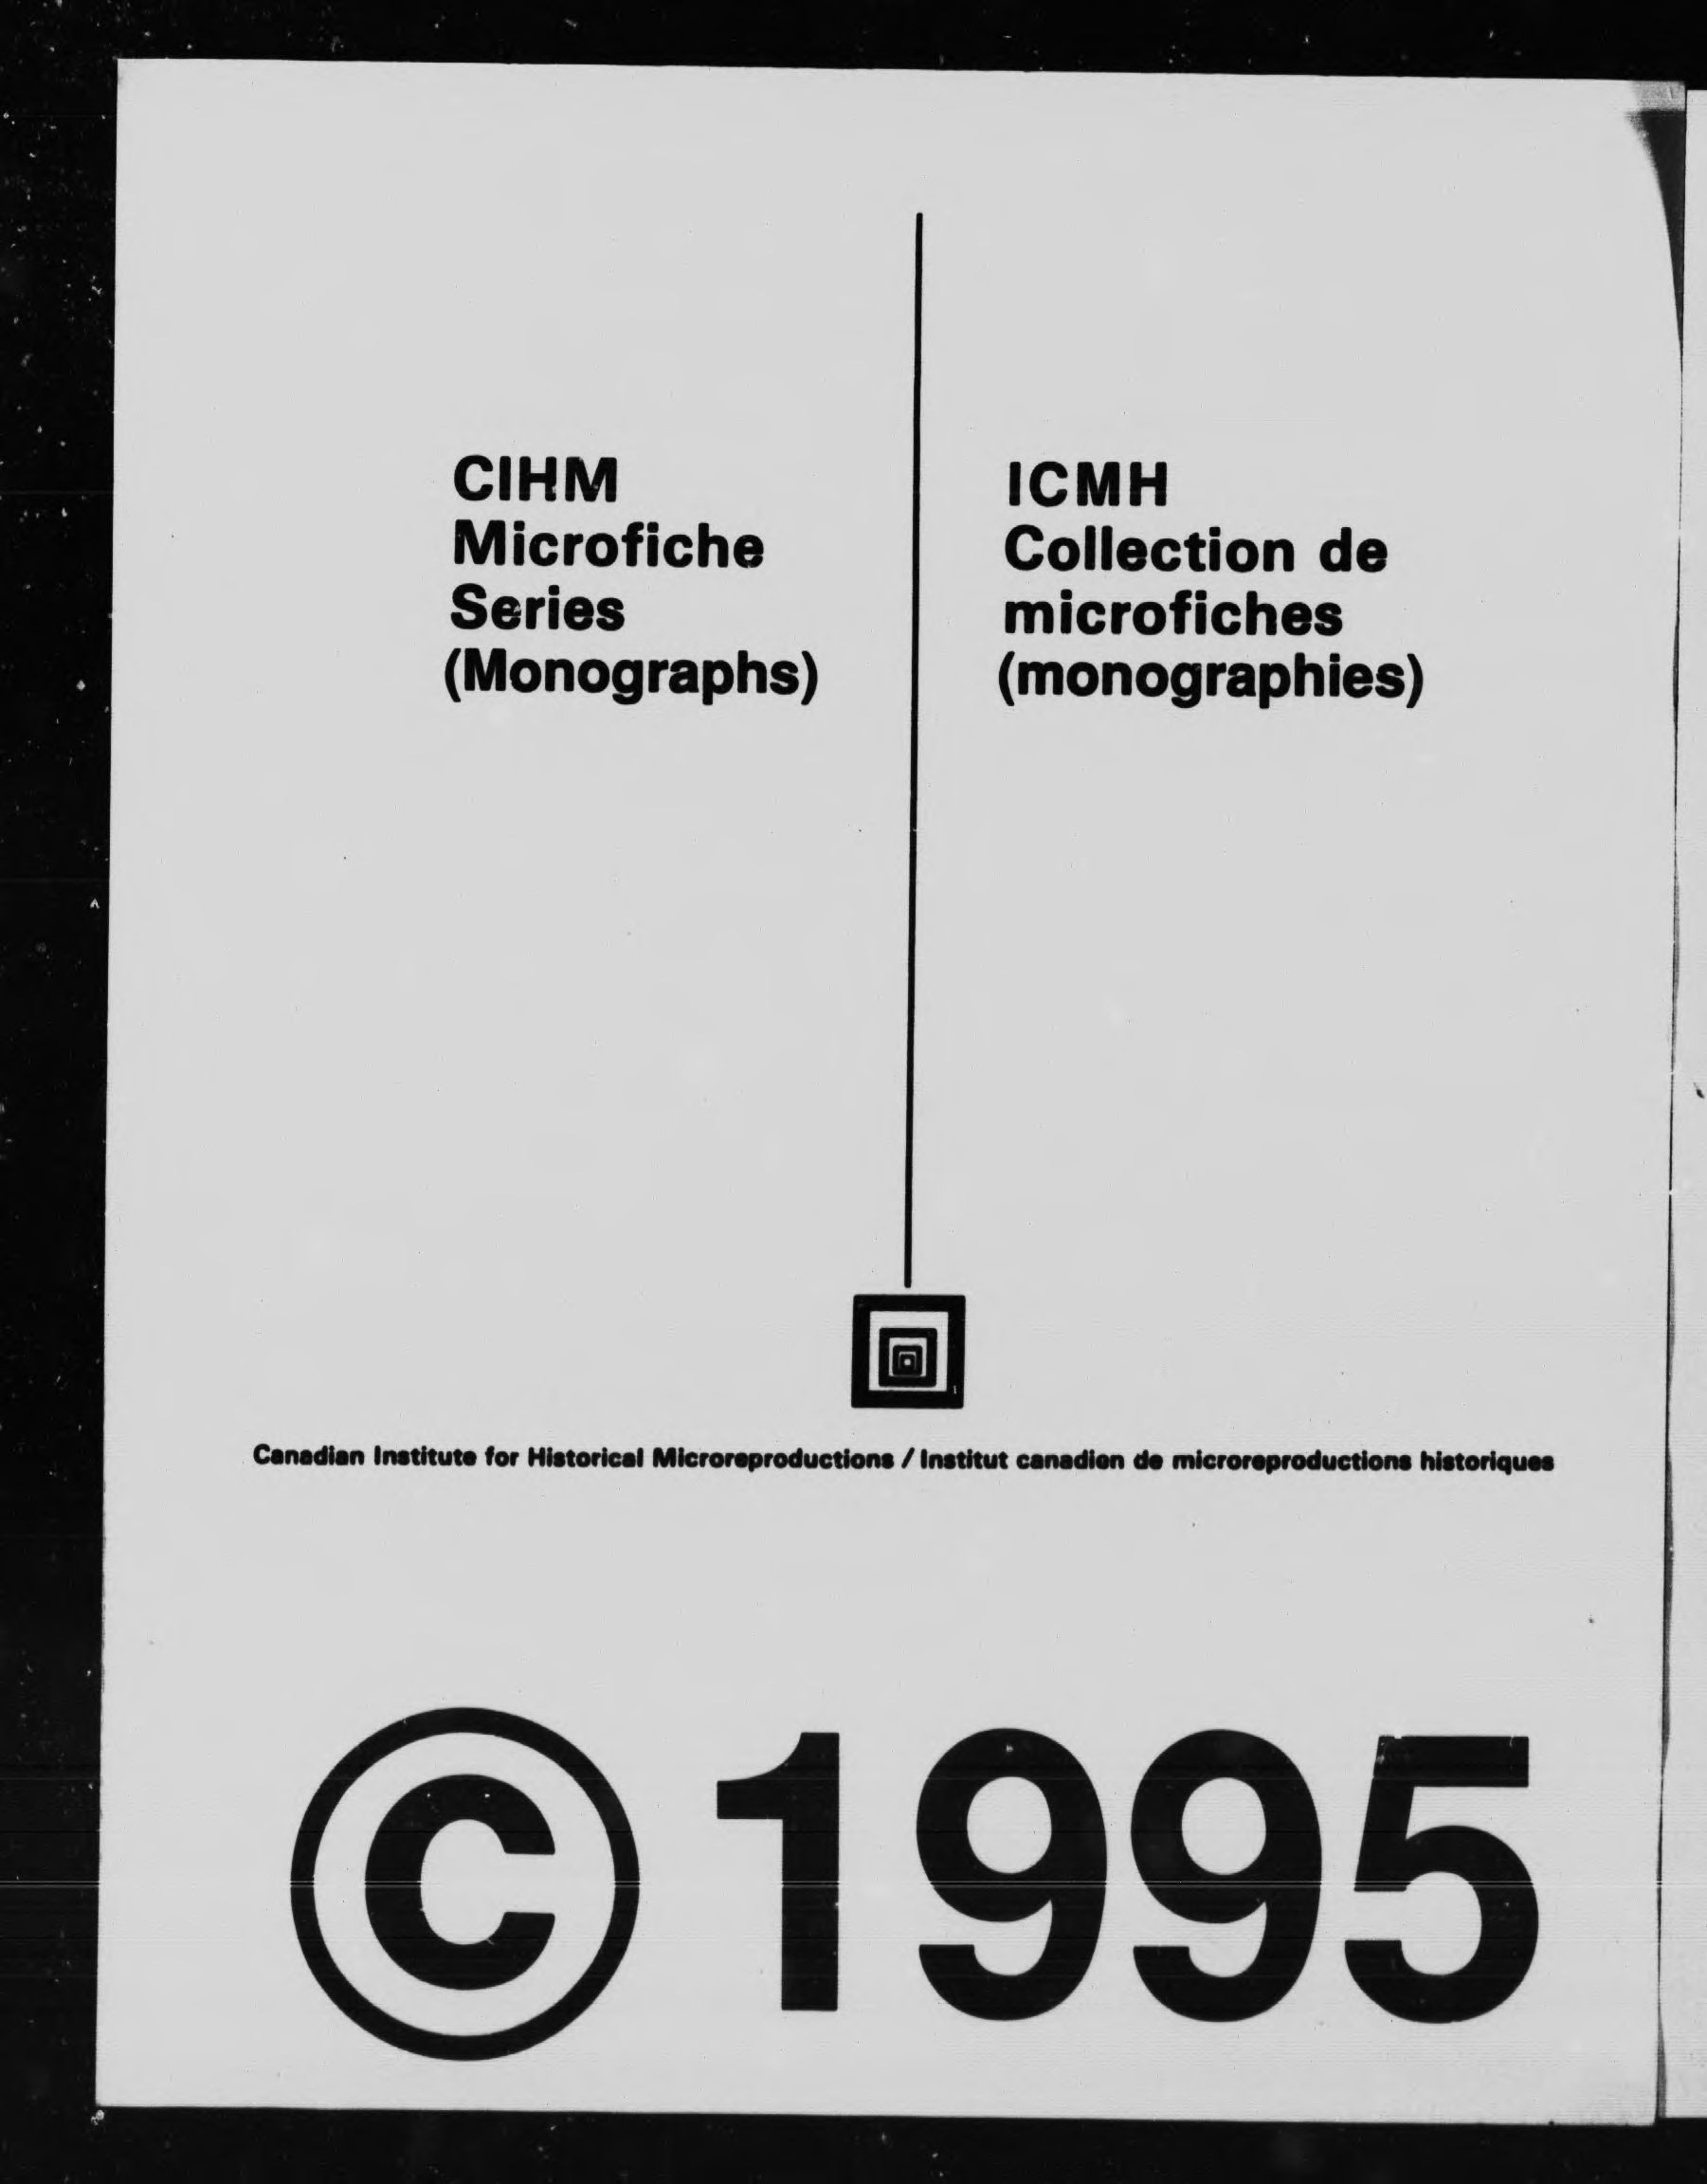 CIHM
Microfiche
Series
(Monographs)
ICMH
Collection de
microfiches
(monographies)
Canadian Institute for Historical Microreproductions / Institut canadien de microreproductions historiques
© 1995